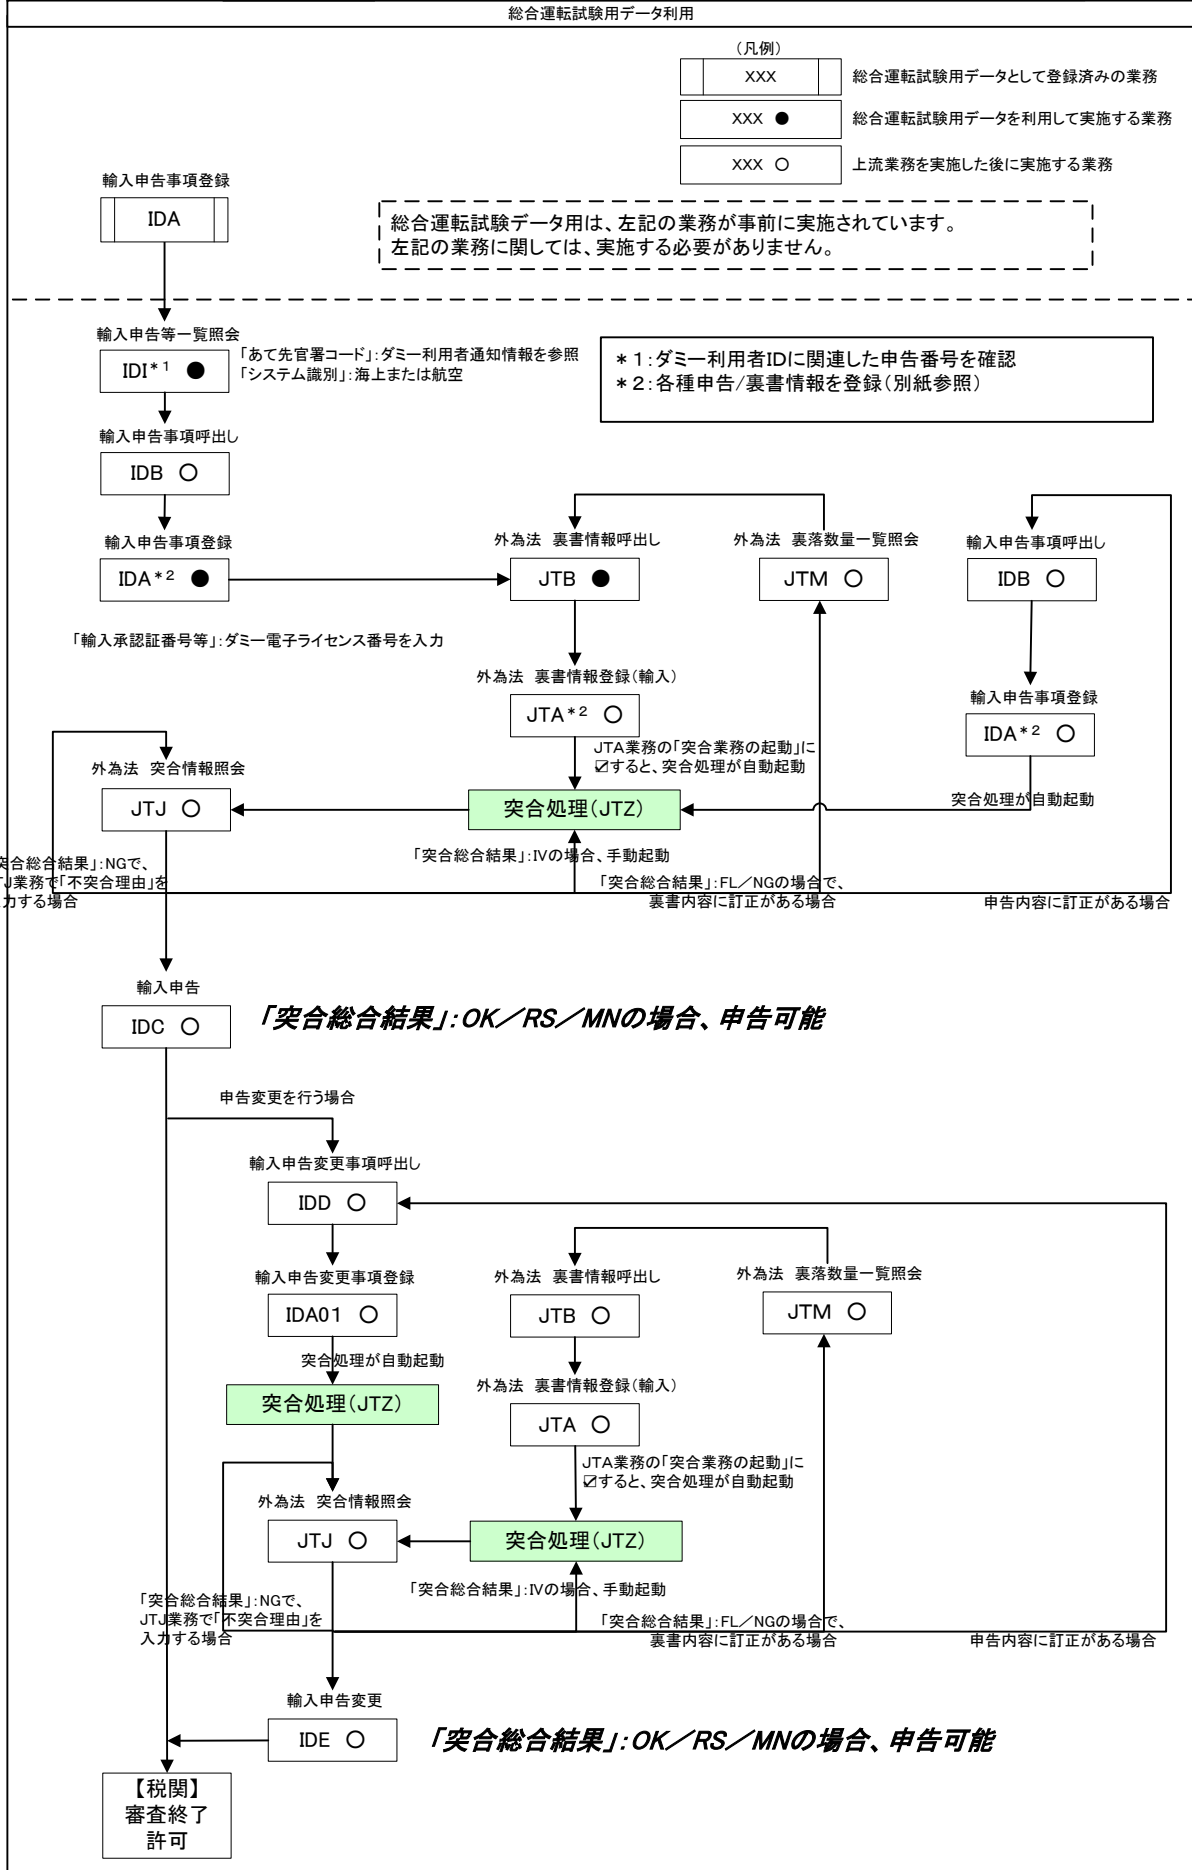 総合運転試験用データ利用
（凡例）
XXX
総合運転試験用データとして登録済みの業務
XXX ●
総合運転試験用データを利用して実施する業務
XXX ○
上流業務を実施した後に実施する業務
輸入申告事項登録
IDA
総合運転試験データ用は、左記の業務が事前に実施されています。
左記の業務に関しては、実施する必要がありません。
輸入申告等一覧照会
IDI*1 ●
「あて先官署コード」：ダミー利用者通知情報を参照
「システム識別」：海上または航空
*1：ダミー利用者IDに関連した申告番号を確認
*2：各種申告/裏書情報を登録（別紙参照）
輸入申告事項呼出し
IDB ○
輸入申告事項登録
IDA*2 ●
「輸入承認証番号等」：ダミー電子ライセンス番号を入力
外為法 裏書情報呼出し
JTB ●
外為法 裏落数量一覧照会
JTM ○
輸入申告事項呼出し
IDB ○
外為法 裏書情報登録（輸入）
JTA*2 ○
輸入申告事項登録
IDA*2 ○
JTA業務の「突合業務の起動」に
☑すると、突合処理が自動起動
外為法 突合情報照会
JTJ ○
突合処理（JTZ）
突合処理が自動起動
突合総合結果」：NGで、
J業務で「不突合理由」を
力する場合
「突合総合結果」：IVの場合、手動起動
「突合総合結果」：FL／NGの場合で、
裏書内容に訂正がある場合
申告内容に訂正がある場合
輸入申告
IDC ○
「突合総合結果」：OK／RS／MNの場合、申告可能
申告変更を行う場合
輸入申告変更事項呼出し
IDD ○
輸入申告変更事項登録
IDA01 ○
突合処理が自動起動
突合処理（JTZ）
外為法 裏書情報呼出し
JTB ○
外為法 裏落数量一覧照会
JTM ○
外為法 裏書情報登録（輸入）
JTA ○
JTA業務の「突合業務の起動」に
☑すると、突合処理が自動起動
外為法 突合情報照会
JTJ ○
突合処理（JTZ）
「突合総合結果」：NGで、
JTJ業務で「不突合理由」を
入力する場合
「突合総合結果」：IVの場合、手動起動
「突合総合結果」：FL／NGの場合で、
裏書内容に訂正がある場合
申告内容に訂正がある場合
輸入申告変更
IDE ○
「突合総合結果」：OK／RS／MNの場合、申告可能
【税関】
審査終了
許可